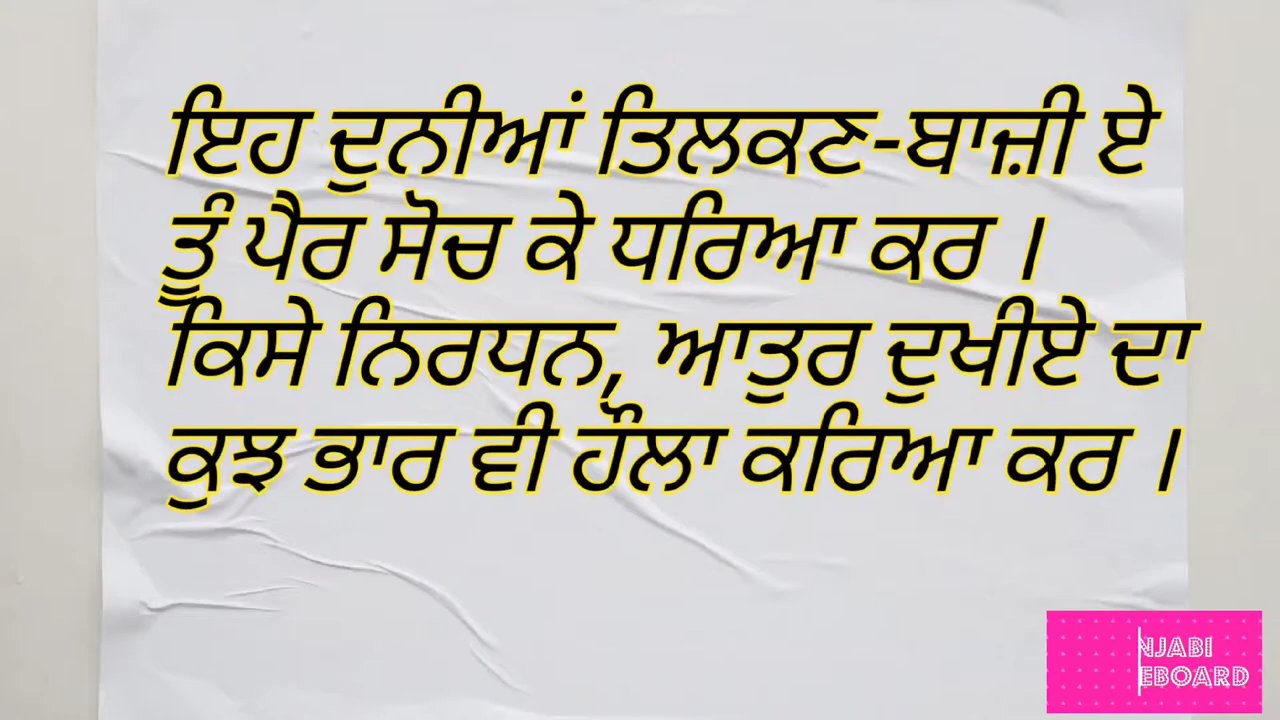 ਇਹ ਦੁਨੀਆਂ ਤਿਲਕਣ-ਬਾਜ਼ੀ ਏ
ਤੂੰ ਪੈਰ ਸੋਚ ਕੇ ਧਰਿਆ ਕਰ ।
ਕਿਸੇ ਨਿਰਧਨ, ਆਤੁਰ ਦੁਖੀਏ ਦਾ
ਕੁਝ ਭਾਰ ਵੀ ਹੌਲਾ ਕਰਿਆ ਕਰ ।
NJABI
EBOARD